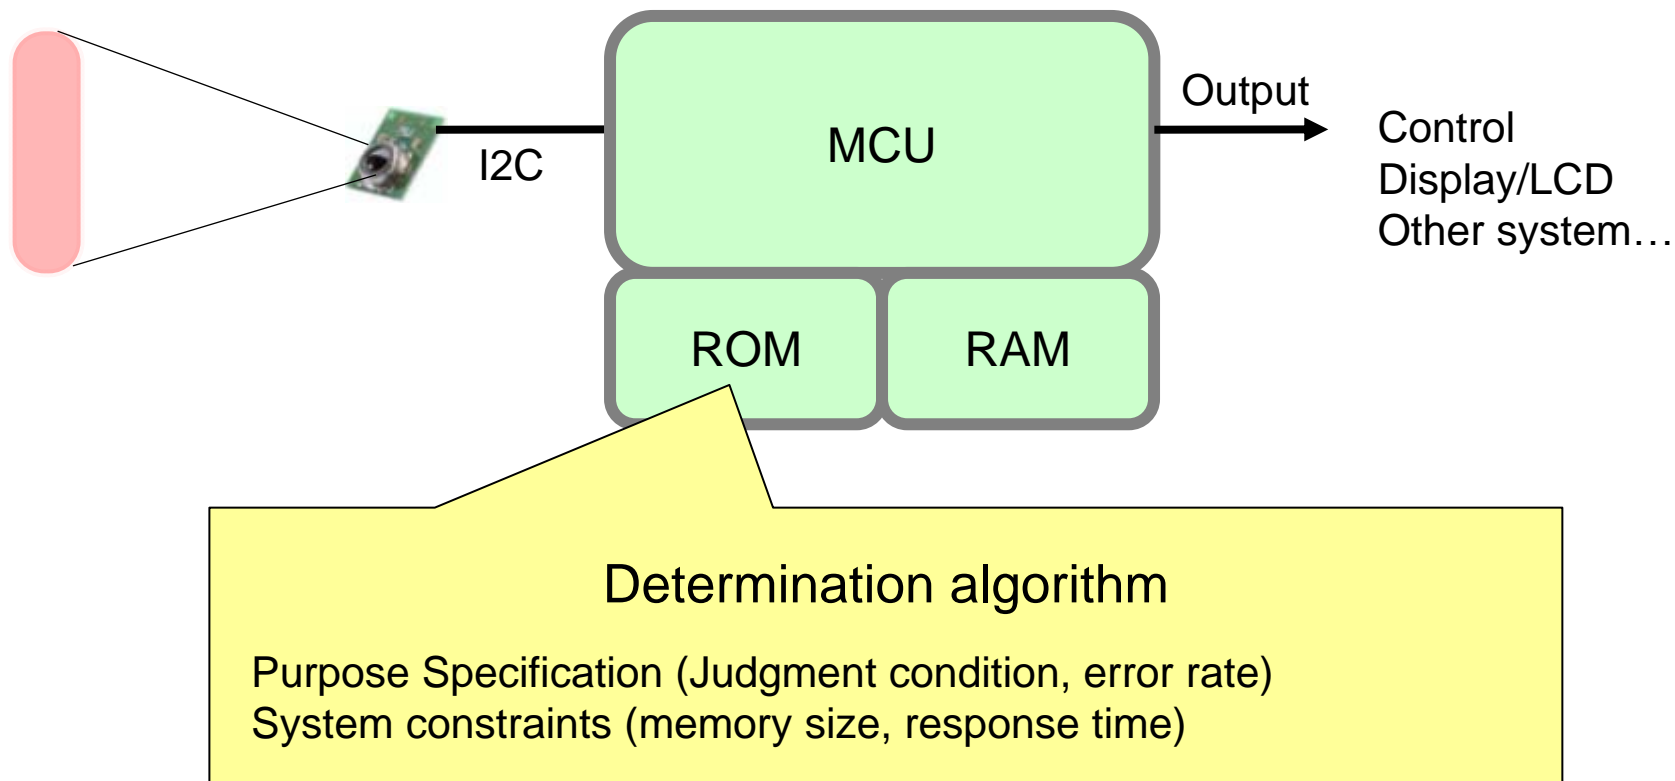 Output
MCU
I2C
Control
Display/LCD
Other system…
ROM
RAM
Determination algorithm
Purpose Specification (Judgment condition, error rate)
System constraints (memory size, response time)